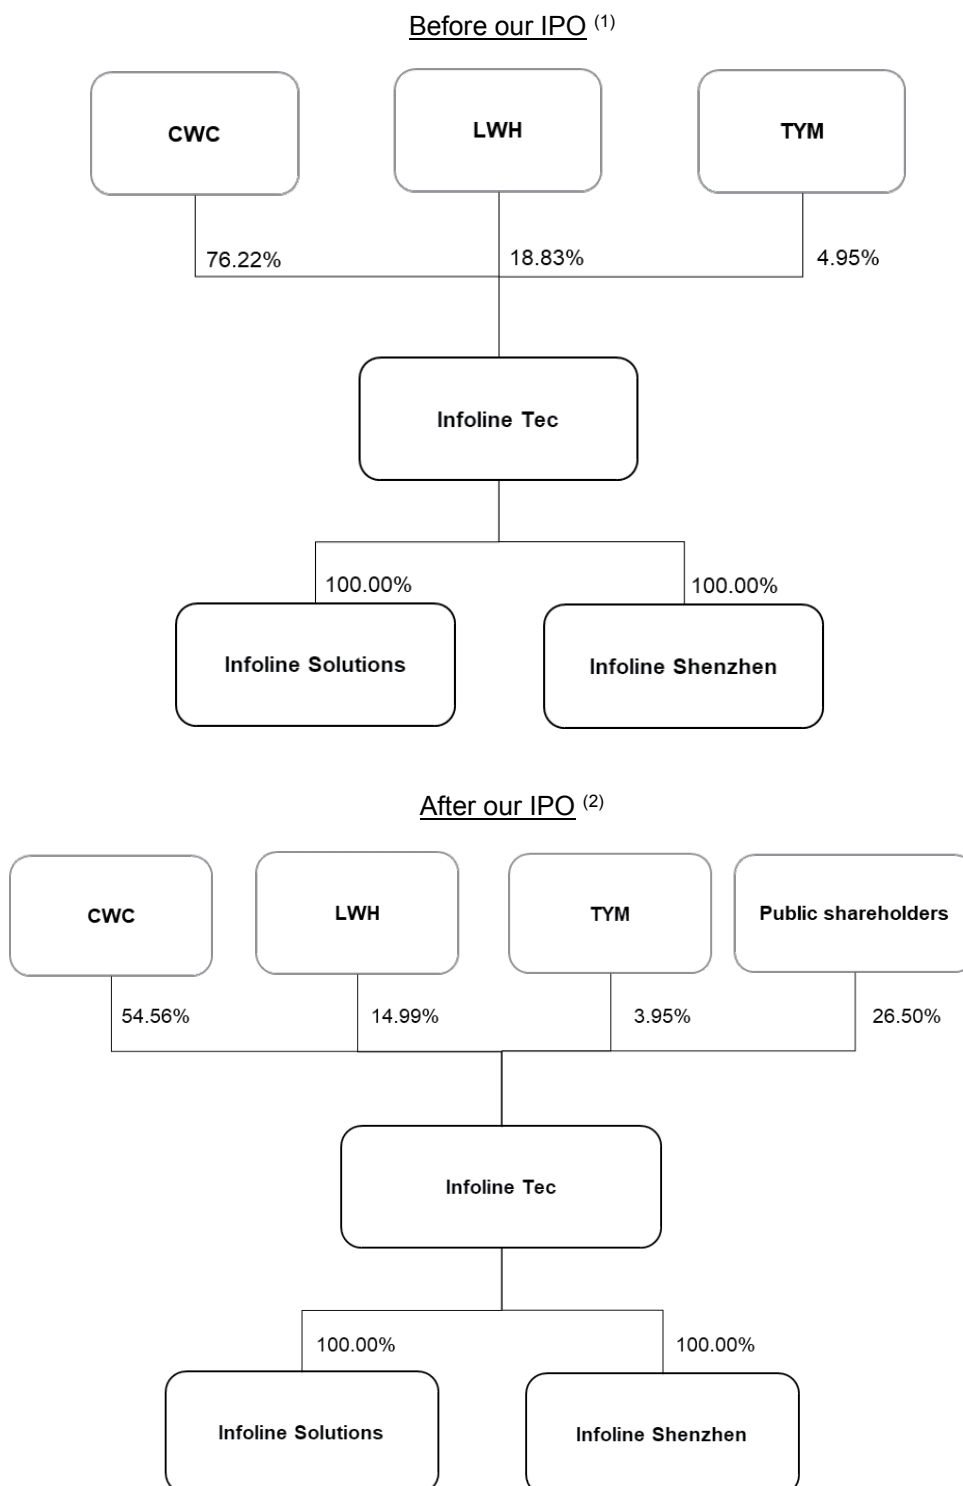 Before our IPO (1)
CWC
LWH
TYM
76.22%
18.83%
4.95%
Infoline Tec
100.00%
100.00%
Infoline Solutions
Infoline Shenzhen
After our IPO (2)
CWC
LWH
TYM
Public shareholders
54.56%
14.99%
3.95%
26.50%
Infoline Tec
100.00%
100.00%
Infoline Solutions
Infoline Shenzhen